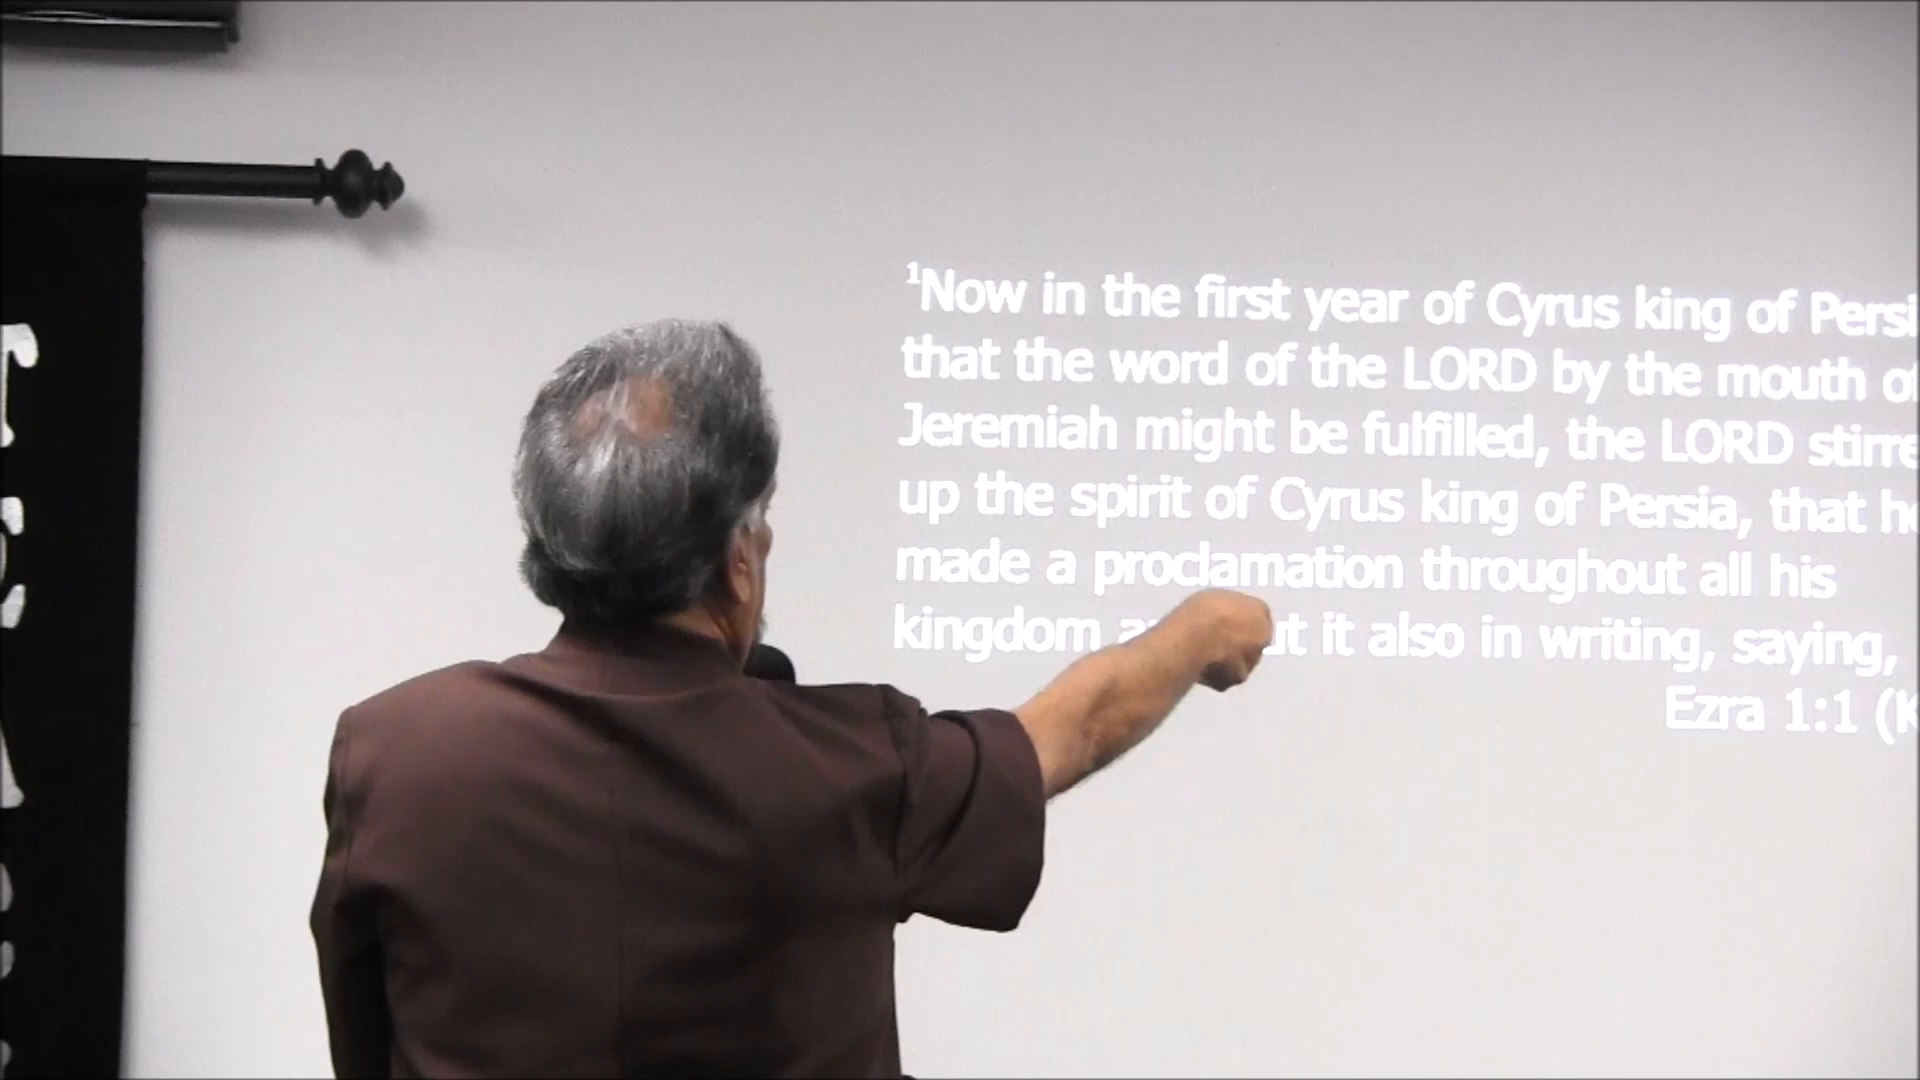 ¹Now in the first year of Cyrus king of Persi
that the word of the LORD by the mouth of
Jeremiah might be fulfilled, the LORD stirre
up the spirit of Cyrus king of Persia, that he
made a proclamation throughout all his
kingdom it also in writing, saying,
Ezra 1:1 (K